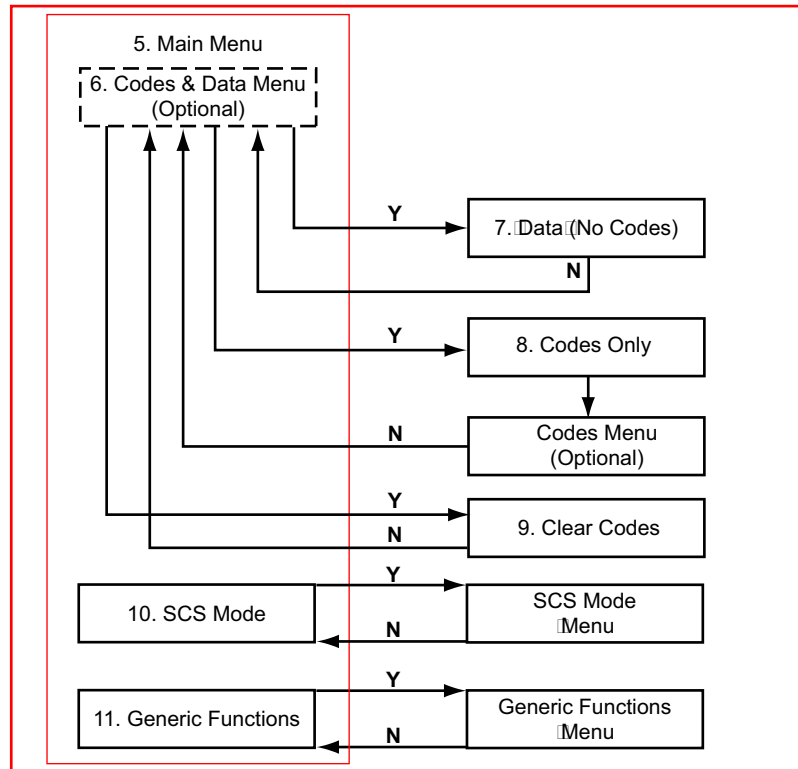 5. Main Menu
6. Codes & Data Menu
(Optional)
Y
7. Data (No Codes)
N
Y
8. Codes Only
N
Codes Menu
(Optional)
Y
9. Clear Codes
N
Y
10. SCS Mode
SCS Mode
Menu
N
Y
11. Generic Functions
Generic Functions
Menu
N